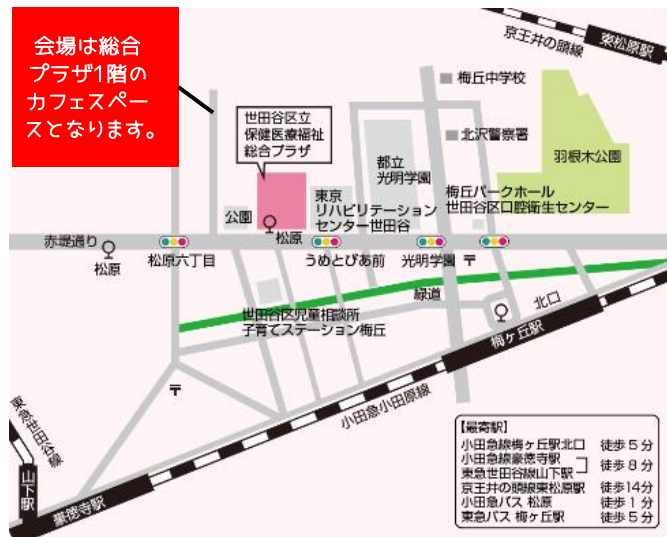 会場は総合
プラザ1階の
カフェスペー
スとなります。
京王井の頭線
東松原駅
梅丘中学校
世田谷区立
保健医療福祉
総合プラザ
北沢警察署
羽根木公園
都立
光明学園
梅丘パークホール
世田谷区口腔衛生センター
東京
リハビリテーション
センター世田谷
公園
松原
赤堤通り
松原
松原六丁目
うめとぴあ前
光明学園
〒
緑道
北口
世田谷区児童相談所
子育てステーション梅丘
梅ヶ丘駅
〒
小田急小田原線
東急世田谷線
山下駅
豪徳寺駅
【最寄駅】
小田急線梅ヶ丘駅北口 徒歩5分
小田急線豪徳寺駅
東急世田谷線山下駅 徒歩8分
京王井の頭線東松原駅 徒歩14分
小田急バス 松原 徒歩1分
東急バス 梅ヶ丘駅 徒歩5分